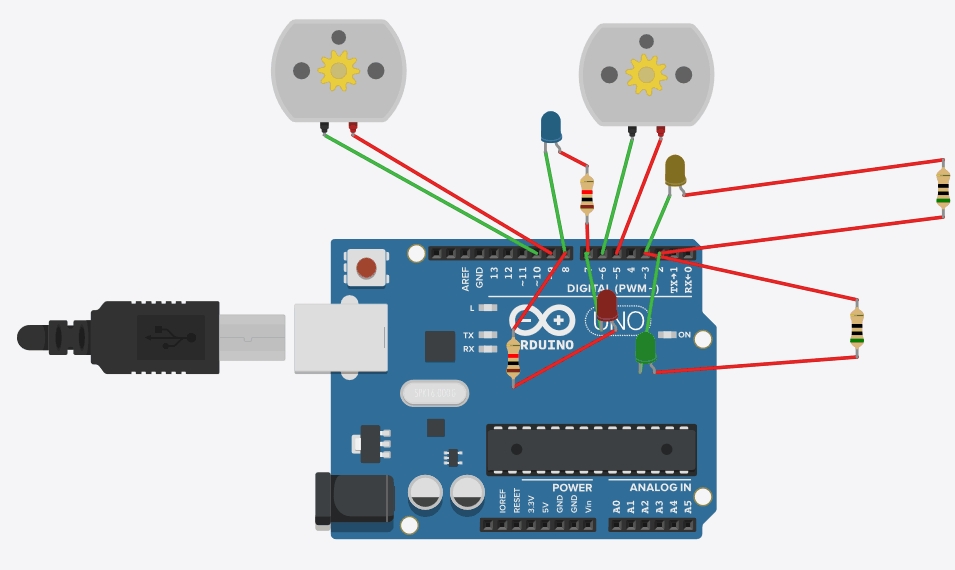 AREF
GND
13
12
~11
~10
~9
8
7
~6
~5
4
~3
2
TX→1
RX←0
DIGITAL (PWM~)
L
TX
RX
UNO
ON
ARDUINO
POWER
ANALOG IN
IOREF
RESET
3.3V
5V
GND
GND
Vin
A0
A1
A2
A3
A4
A5